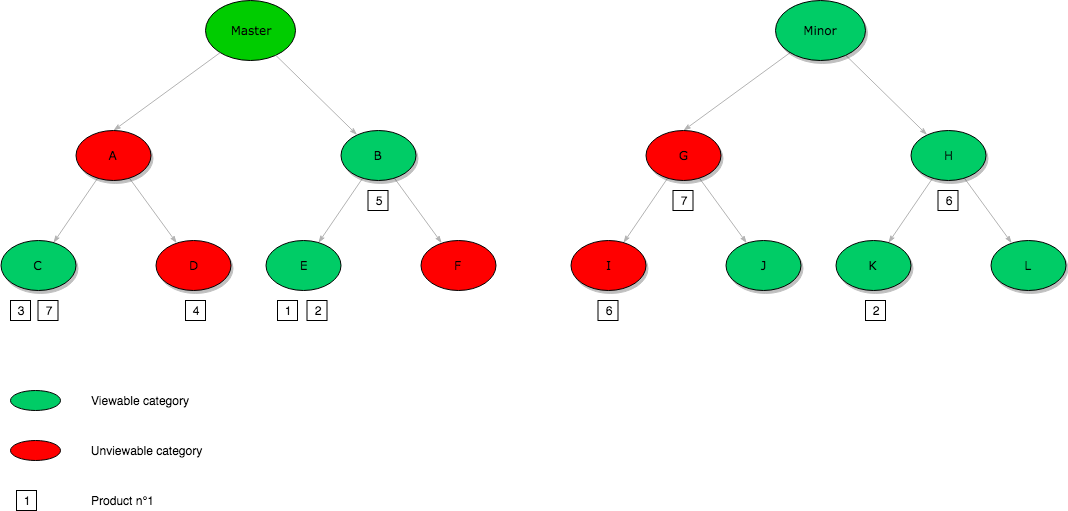 Master
Minor
A
B
G
H
5
7
6
C
D
E
F
I
J
K
L
3 7
4
1 2
6
2
Viewable category
Unviewable category
1 Product n°1